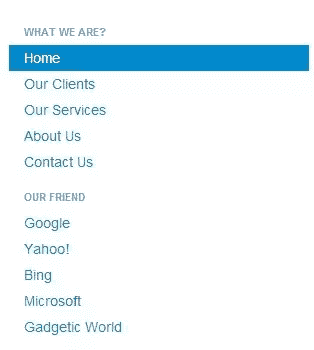 WHAT WE ARE?
Home
Our Clients
Our Services
About Us
Contact Us
OUR FRIEND
Google
Yahoo!
Bing
Microsoft
Gadgetic World